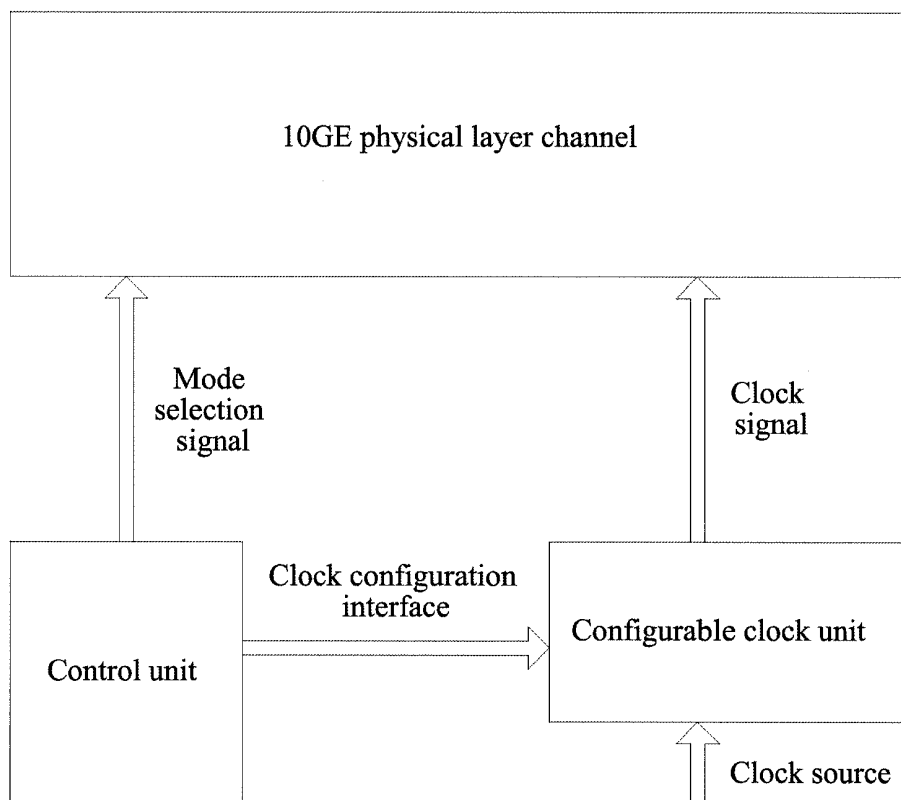 10GE physical layer channel
Mode
selection
signal
Clock
signal
Clock configuration
interface
Control unit
Configurable clock unit
Clock source